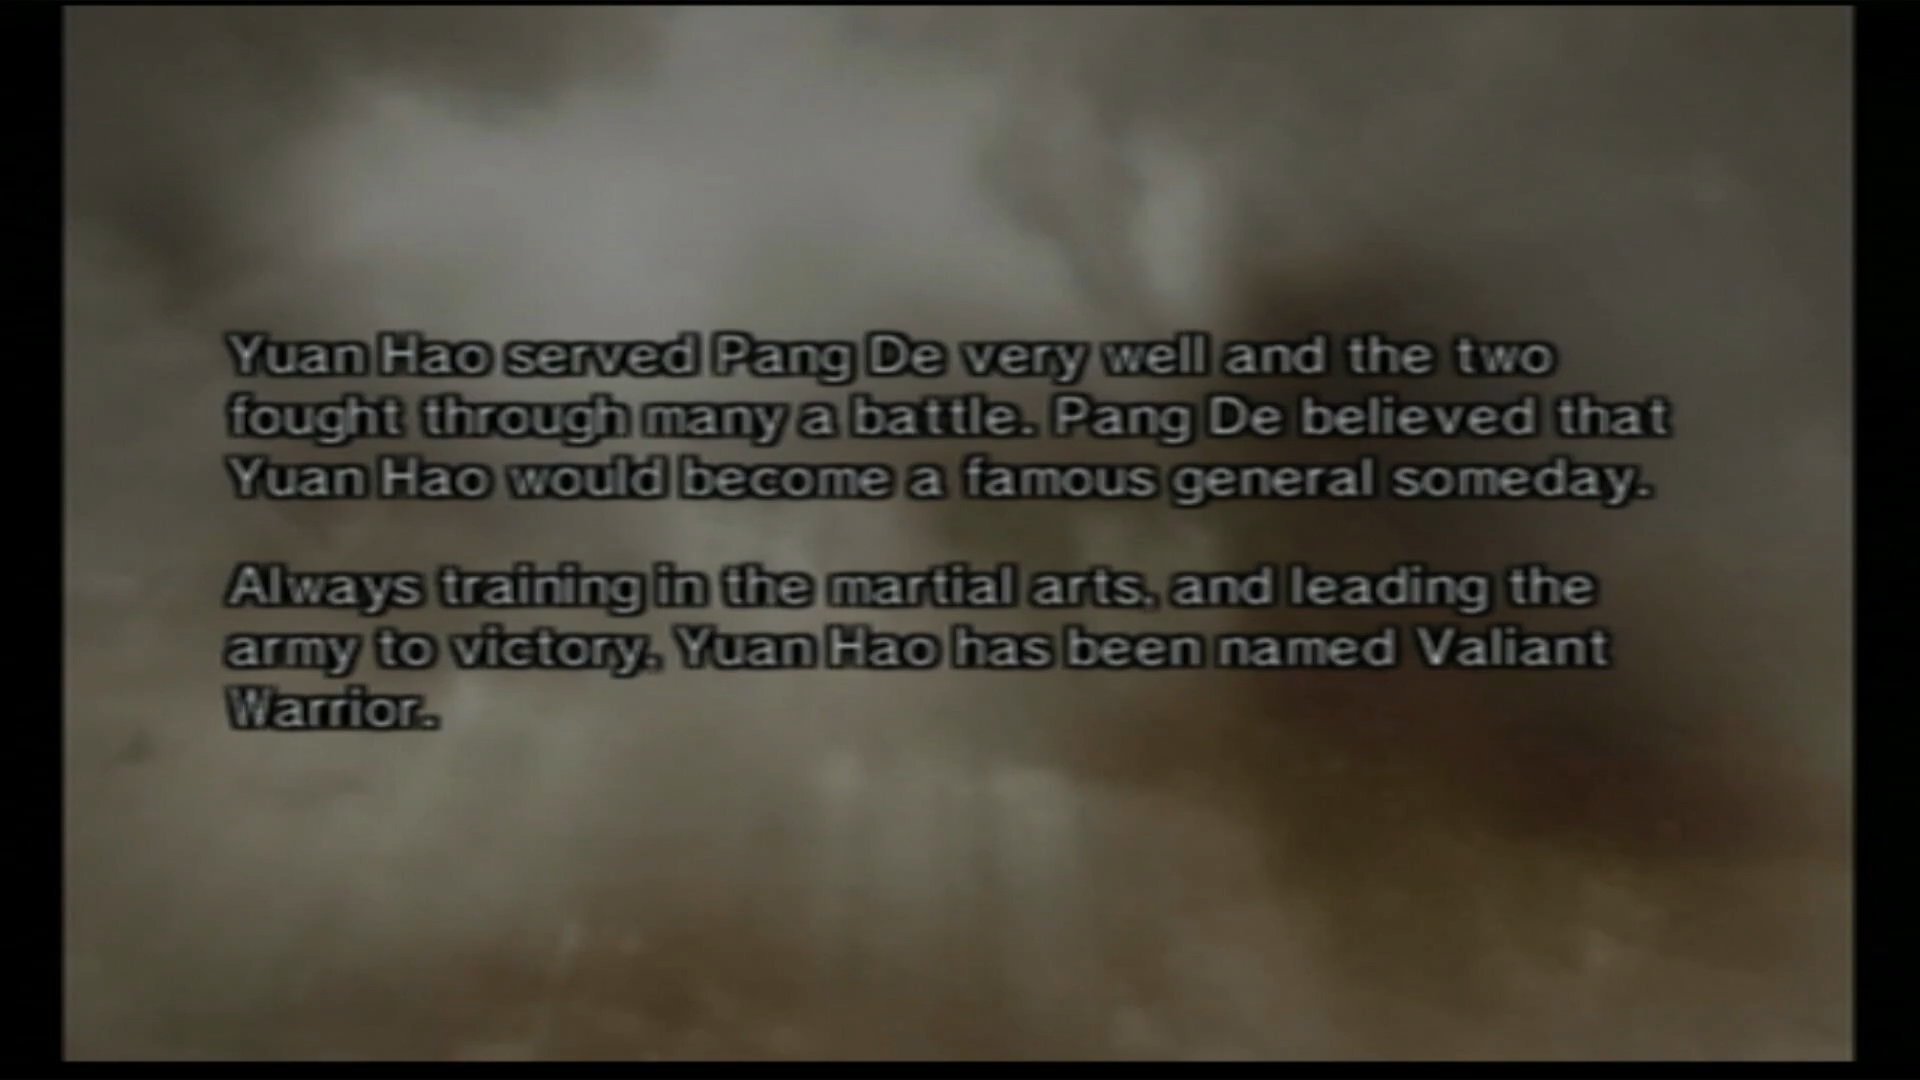 Yuan Hao served Pang De very well and the two
fought through many a battle. Pang De believed that
Yuan Hao would become a famous general someday.
Always training in the martial arts, and leading the
army to victory, Yuan Hao has been named Valiant
Warrior.